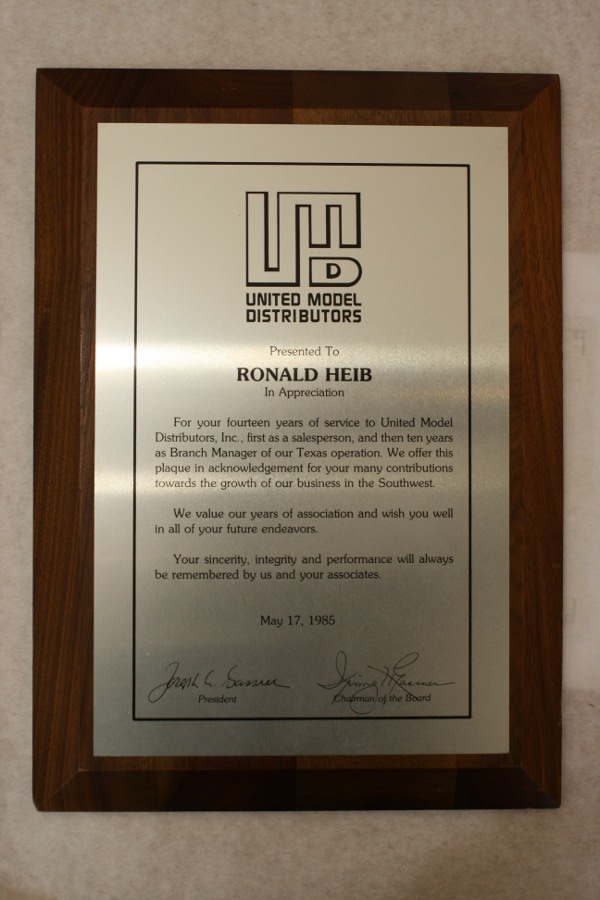 UMD
UNITED MODEL
DISTRIBUTORS
Presented To
RONALD HEIB
In Appreciation
For your fourteen years of service to United Model
Distributors, Inc., first as a salesperson, and then ten years
as Branch Manager of our Texas operation. We offer this
plaque in acknowledgement for your many contributions
towards the growth of our business in the Southwest.
We value our years of association and wish you well
in all of your future endeavors.
Your sincerity, integrity and performance will always
be remembered by us and your associates.
May 17, 1985
President
Chairman of the Board